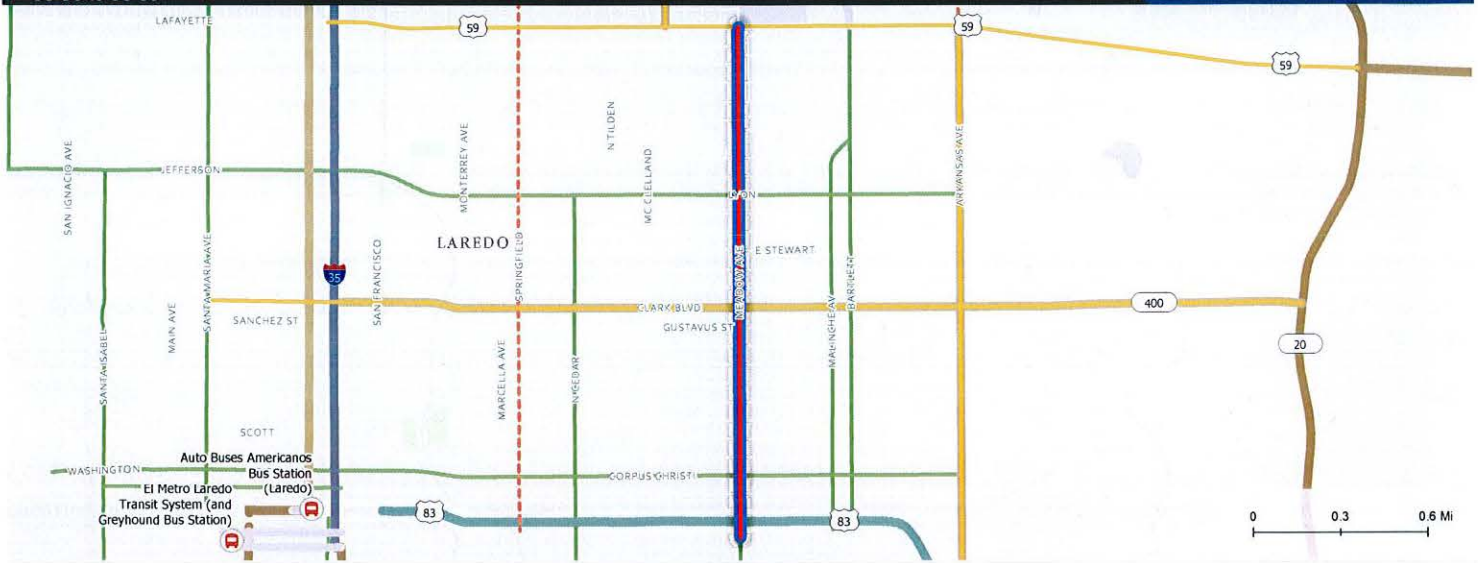 LAFAYETTE
59
59
59
SAN IGNACIO AVE
JEFFERSON
SANTA MARIA AVE
MONTERREY AVE
N TILDEN
MC CLELLAND
LYON
ARKANSAS AVE
LAREDO
SPRINGFIELD
MEADOW AVE
E STEWART
35
SAN FRANCISCO
MAIN AVE
SANCHEZ ST
CLARK BLVD
GUSTAVUS ST
BARTLETT
400
20
SANTA ISABEL
MARCELLA AVE
N CEDAR
SCOTT
WASHINGTON
Auto Buses Americanos
Bus Station
(Laredo)
CORPUS CHRISTI
El Metro Laredo
Transit System (and
Greyhound Bus Station)
83
83
0 0.3 0.6 Mi